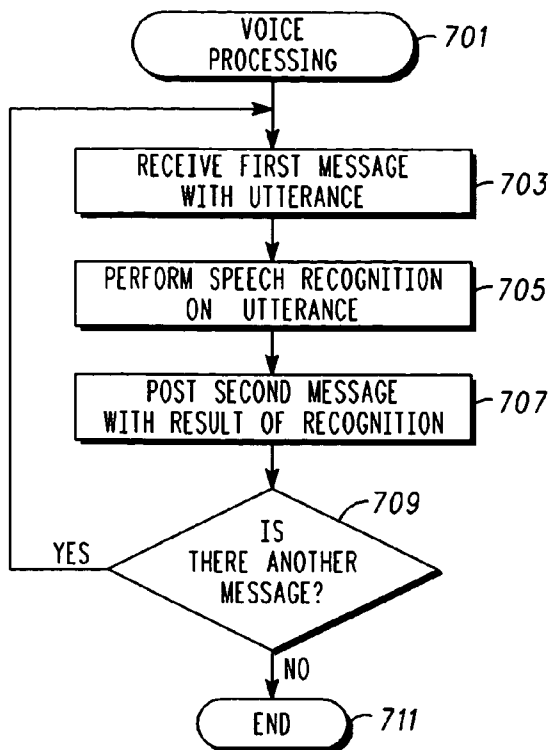 VOICE
PROCESSING
701
RECEIVE FIRST MESSAGE
WITH UTTERANCE
703
PERFORM SPEECH RECOGNITION
ON UTTERANCE
705
POST SECOND MESSAGE
WITH RESULT OF RECOGNITION
707
709
IS
THERE ANOTHER
MESSAGE?
YES
NO
END
711